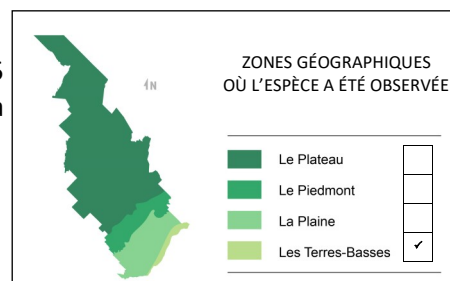 ZONES GÉOGRAPHIQUES
OÙ L'ESPÈCE A ÉTÉ OBSERVÉE
N
Le Plateau
Le Piedmont
La Plaine
Les Terres-Basses ✓